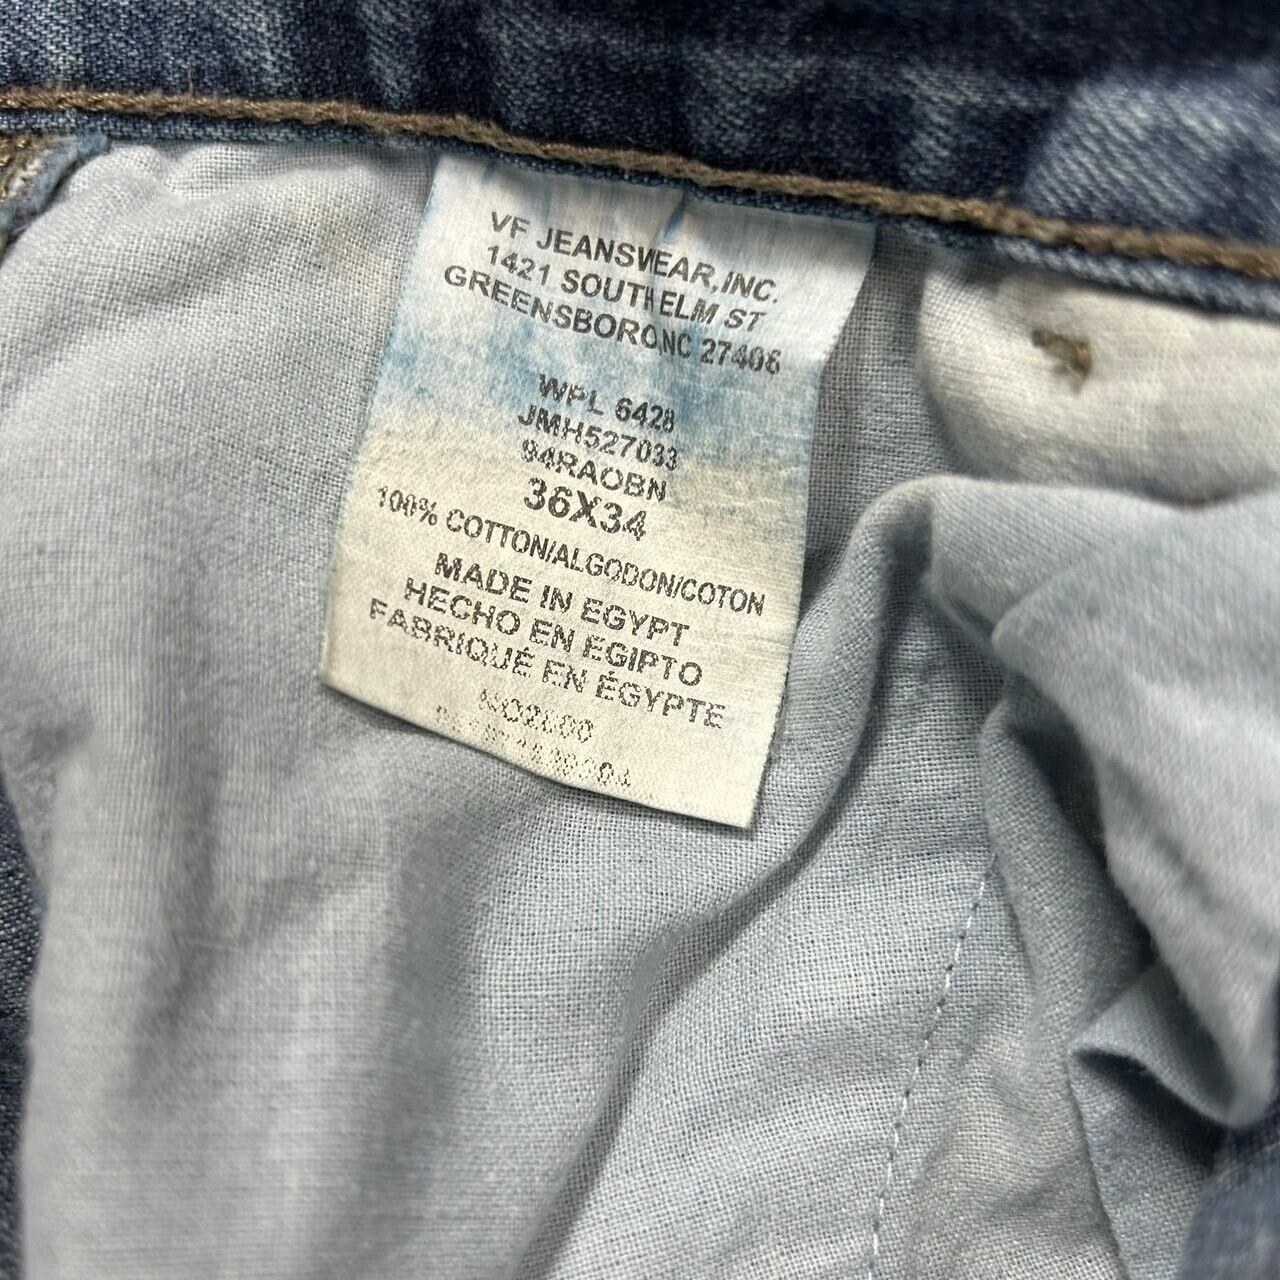 VF JEANSWEAR,INC.
1421 SOUTH ELM ST
GREENSBORO,NC 27406
WPL 6428
JMH527033
94RAOBN
36X34
100% COTTON/ALGODON/COTON
MADE IN EGYPT
HECHO EN EGIPTO
FABRIQUÉ EN ÉGYPTE